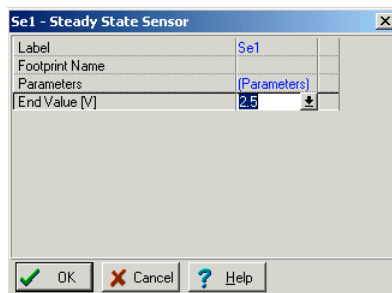 Se1 - Steady State Sensor
Label Se1
Footprint Name
Parameters (Parameters)
End Value [V] 2.5
OK Cancel ? Help